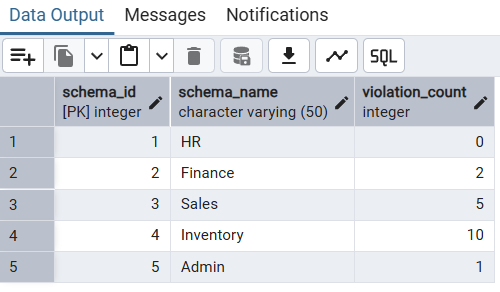 Data Output Messages Notifications
SQL
schema_id schema_name violation_count
[PK] integer character varying (50) integer
1 1 HR 0
2 2 Finance 2
3 3 Sales 5
4 4 Inventory 10
5 5 Admin 1